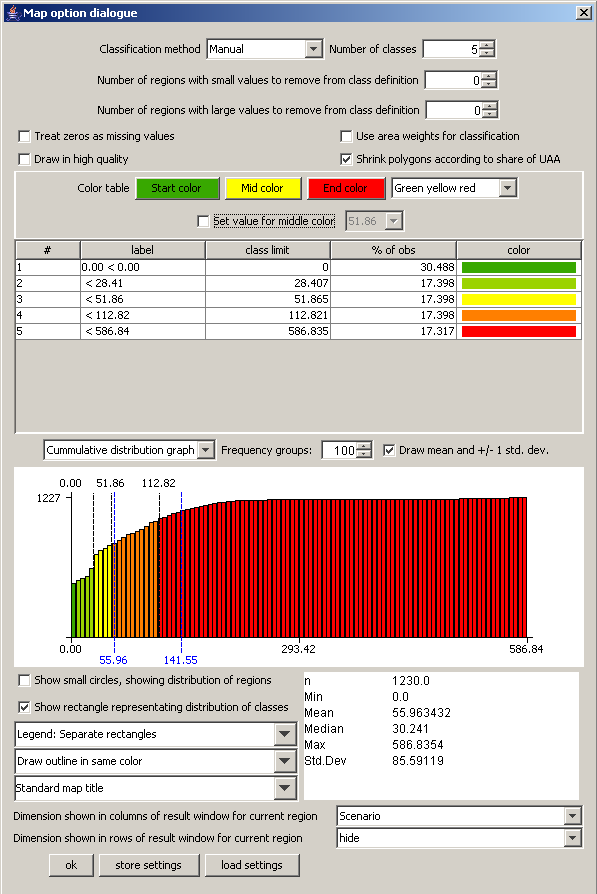 Map option dialogue
Classification method Manual Number of classes 5
Number of regions with small values to remove from class definition 0
Number of regions with large values to remove from class definition 0
Treat zeros as missing values Use area weights for classification
Draw in high quality Shrink polygons according to share of UAA
Color table Start color Mid color End color Green yellow red
Set value for middle color 51.86
# label class limit % of obs color
1 0.00 < 0.00 0 30.488
2 < 28.41 28.407 17.398
3 < 51.86 51.865 17.398
4 < 112.82 112.821 17.398
5 < 586.84 586.835 17.317
Cummulative distribution graph Frequency groups: 100 Draw mean and +/- 1 std. dev.
0.00 51.86 112.82
1227
0.00 293.42 586.84
55.96 141.55
Show small circles, showing distribution of regions
Show rectangle representating distribution of classes
Legend: Separate rectangles
Draw outline in same color
Standard map title
n 1230.0
Min 0.0
Mean 55.963432
Median 30.241
Max 586.8354
Std.Dev 85.59119
Dimension shown in columns of result window for current region Scenario
Dimension shown in rows of result window for current region hide
ok store settings load settings